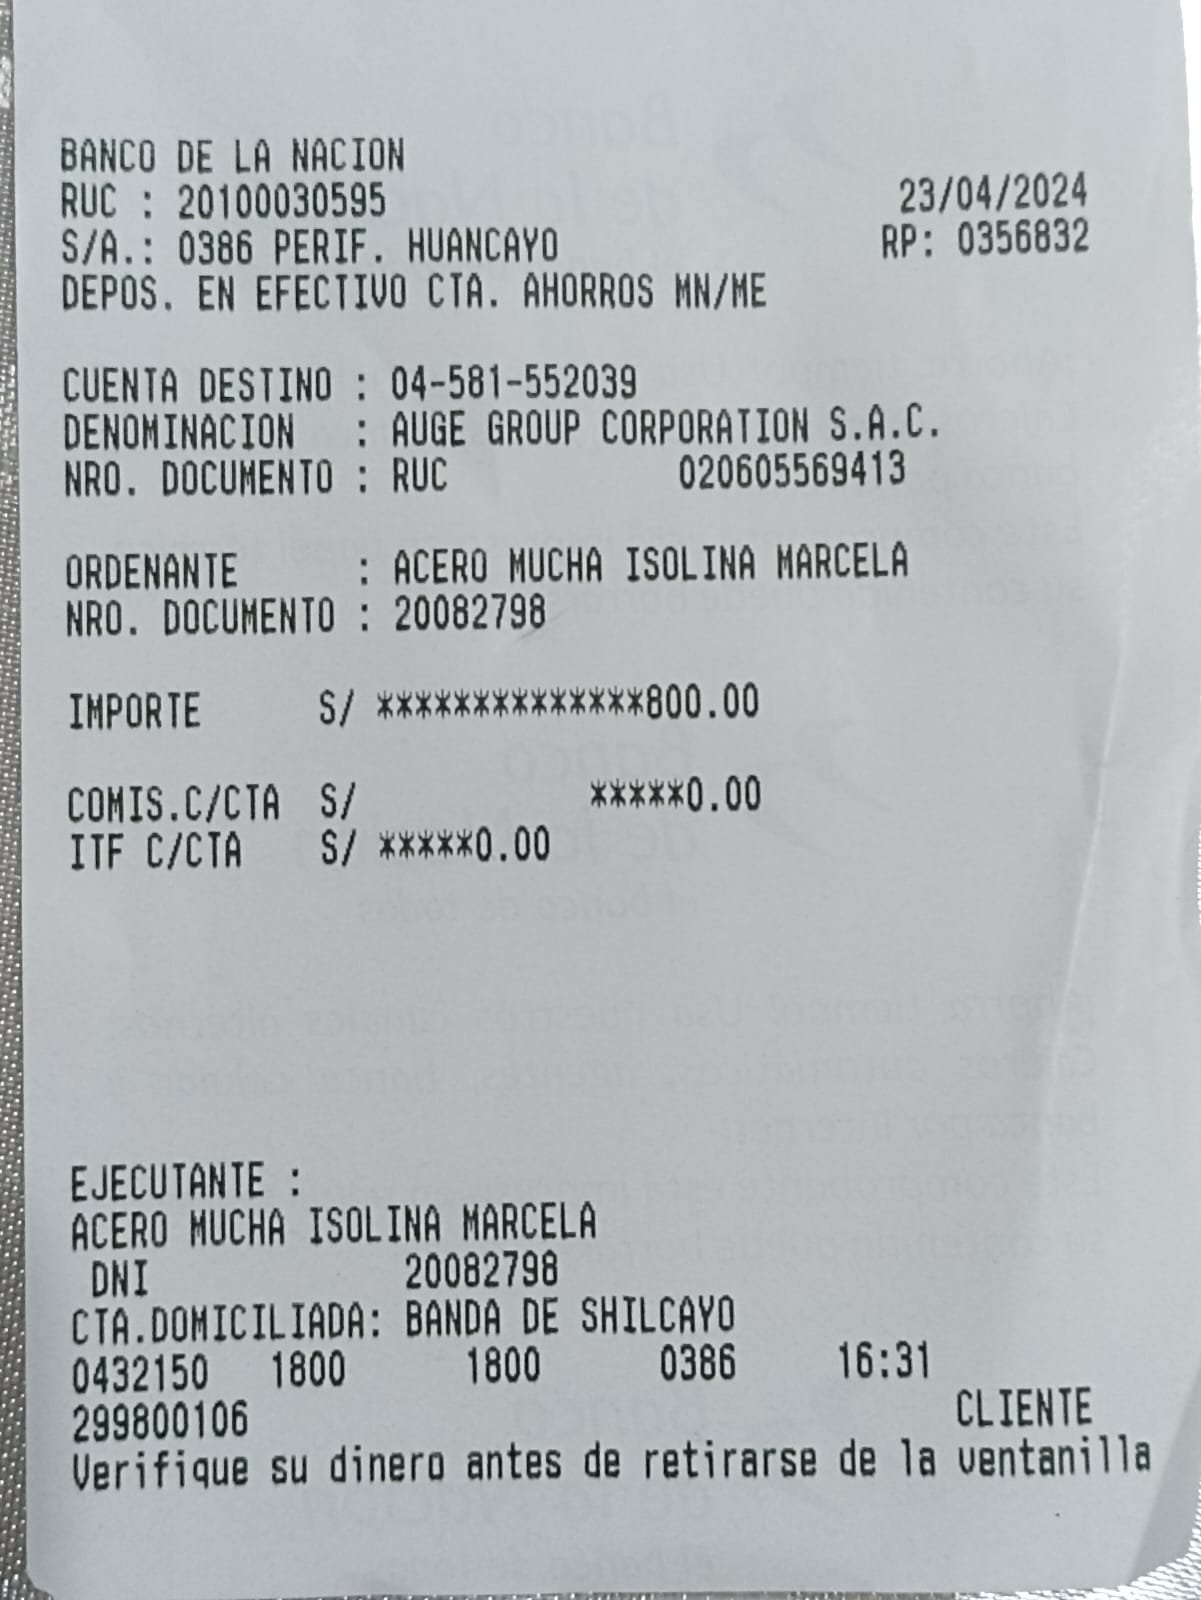 BANCO DE LA NACION
RUC : 20100030595 23/04/2024
S/A.: 0386 PERIF. HUANCAYO RP: 0356832
DEPOS. EN EFECTIVO CTA. AHORROS MN/ME
CUENTA DESTINO : 04-581-552039
DENOMINACION : AUGE GROUP CORPORATION S.A.C.
NRO. DOCUMENTO : RUC 020605569413
ORDENANTE : ACERO MUCHA ISOLINA MARCELA
NRO. DOCUMENTO : 20082798
IMPORTE S/ **************800.00
COMIS.C/CTA S/ *****0.00
ITF C/CTA S/ *****0.00
EJECUTANTE :
ACERO MUCHA ISOLINA MARCELA
DNI 20082798
CTA.DOMICILIADA: BANDA DE SHILCAYO
0432150 1800 1800 0386 16:31
299800106 CLIENTE
Verifique su dinero antes de retirarse de la ventanilla